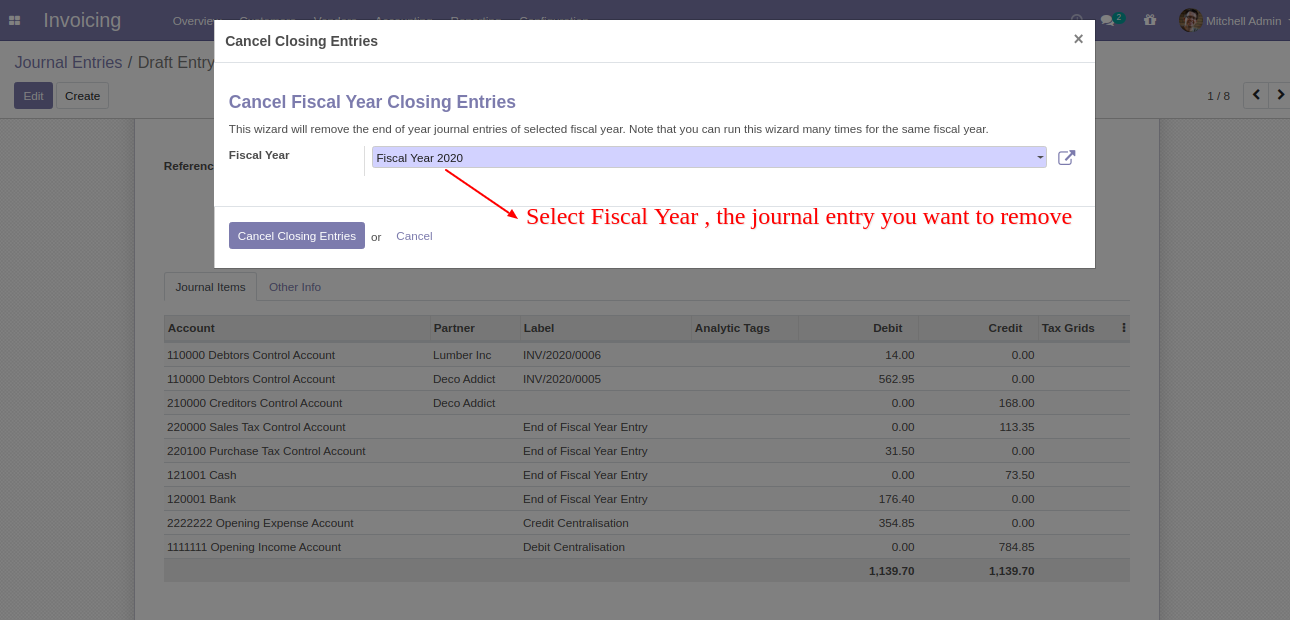 Invoicing
Customers Vendors Accounting Reporting Configuration
2
Mitchell Admin
Cancel Closing Entries
×
Journal Entries / Draft Entry
Edit Create
1 / 8
Cancel Fiscal Year Closing Entries
This wizard will remove the end of year journal entries of selected fiscal year. Note that you can run this wizard many times for the same fiscal year.
Fiscal Year Fiscal Year 2020
Select Fiscal Year , the journal entry you want to remove
Cancel Closing Entries or Cancel
Journal Items Other Info
Account Partner Label Analytic Tags Debit Credit Tax Grids
110000 Debtors Control Account Lumber Inc INV/2020/0006 14.00 0.00
110000 Debtors Control Account Deco Addict INV/2020/0005 562.95 0.00
210000 Creditors Control Account Deco Addict 0.00 168.00
220000 Sales Tax Control Account End of Fiscal Year Entry 0.00 113.35
220100 Purchase Tax Control Account End of Fiscal Year Entry 31.50 0.00
121001 Cash End of Fiscal Year Entry 0.00 73.50
120001 Bank End of Fiscal Year Entry 176.40 0.00
2222222 Opening Expense Account Credit Centralisation 354.85 0.00
1111111 Opening Income Account Debit Centralisation 0.00 784.85
1,139.70 1,139.70